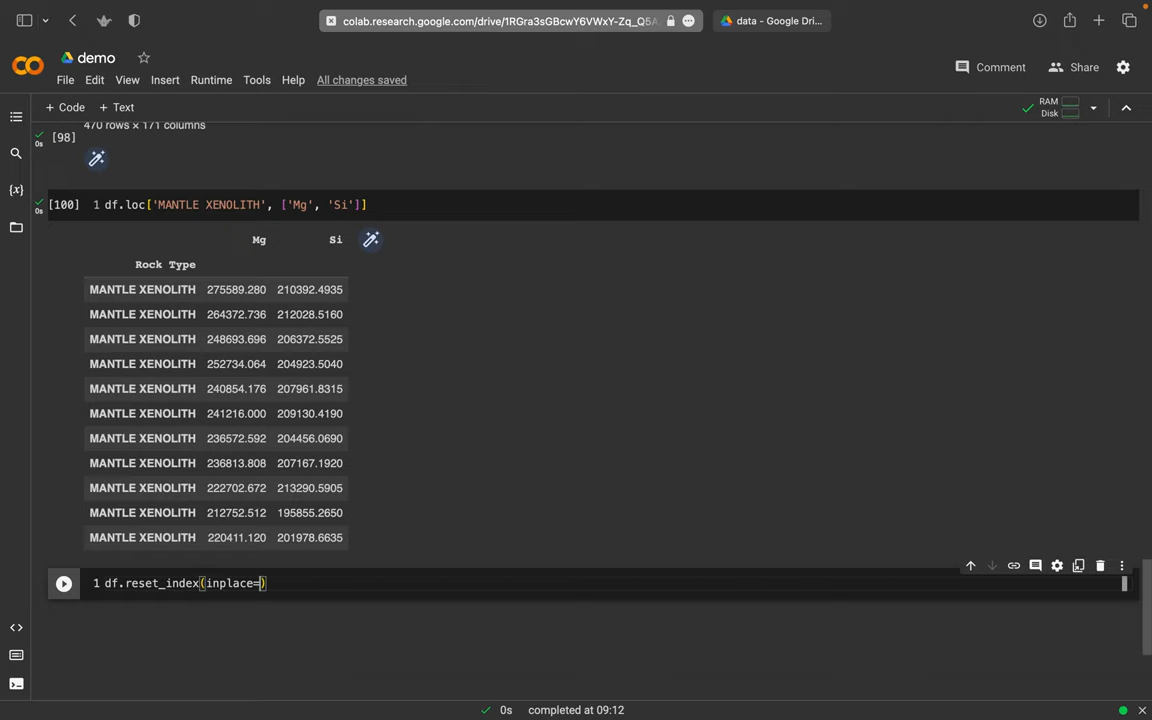 colab.research.google.com/drive/1RGra3sGBcwY6VWxY-Zq_Q5A
data - Google Dri...
demo
File Edit View Insert Runtime Tools Help All changes saved
Comment Share
+ Code + Text
RAM
Disk
470 rows × 171 columns
[98]
0s
{x}
[100] 1 df.loc['MANTLE XENOLITH', ['Mg', 'Si']]
0s
Mg Si
Rock Type
MANTLE XENOLITH 275589.280 210392.4935
MANTLE XENOLITH 264372.736 212028.5160
MANTLE XENOLITH 248693.696 206372.5525
MANTLE XENOLITH 252734.064 204923.5040
MANTLE XENOLITH 240854.176 207961.8315
MANTLE XENOLITH 241216.000 209130.4190
MANTLE XENOLITH 236572.592 204456.0690
MANTLE XENOLITH 236813.808 207167.1920
MANTLE XENOLITH 222702.672 213290.5905
MANTLE XENOLITH 212752.512 195855.2650
MANTLE XENOLITH 220411.120 201978.6635
1 df.reset_index(inplace=)
0s completed at 09:12